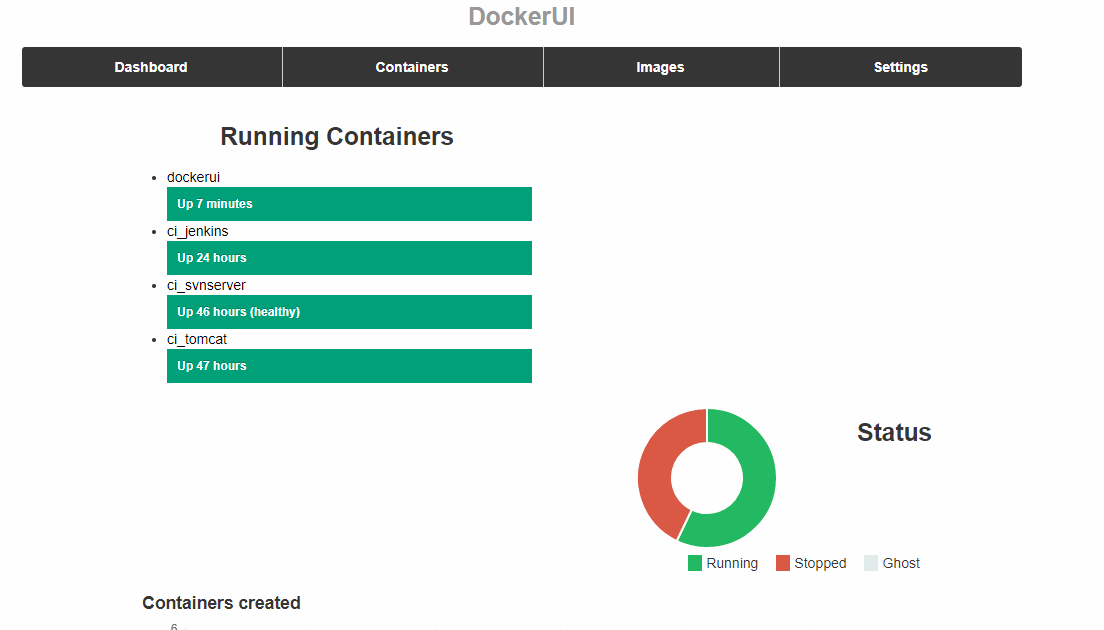 DockerUI
Dashboard Containers Images Settings
Running Containers
dockerui
Up 7 minutes
ci_jenkins
Up 24 hours
ci_svnserver
Up 46 hours (healthy)
ci_tomcat
Up 47 hours
Status
Running Stopped Ghost
Containers created
6